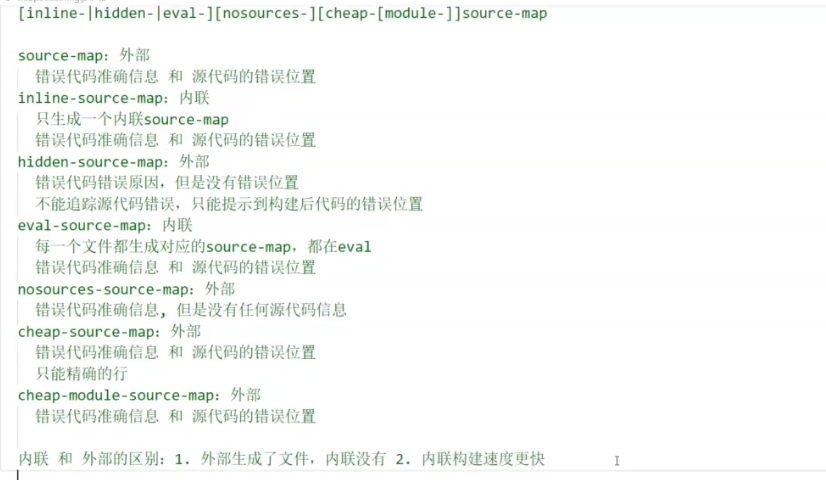 [inline-|hidden-|eval-][nosources-][cheap-[module-]]source-map
source-map：外部
错误代码准确信息 和 源代码的错误位置
inline-source-map：内联
只生成一个内联source-map
错误代码准确信息 和 源代码的错误位置
hidden-source-map：外部
错误代码错误原因，但是没有错误位置
不能追踪源代码错误，只能提示到构建后代码的错误位置
eval-source-map：内联
每一个文件都生成对应的source-map，都在eval
错误代码准确信息 和 源代码的错误位置
nosources-source-map：外部
错误代码准确信息, 但是没有任何源代码信息
cheap-source-map：外部
错误代码准确信息 和 源代码的错误位置
只能精确的行
cheap-module-source-map：外部
错误代码准确信息 和 源代码的错误位置
内联 和 外部的区别：1. 外部生成了文件，内联没有 2. 内联构建速度更快